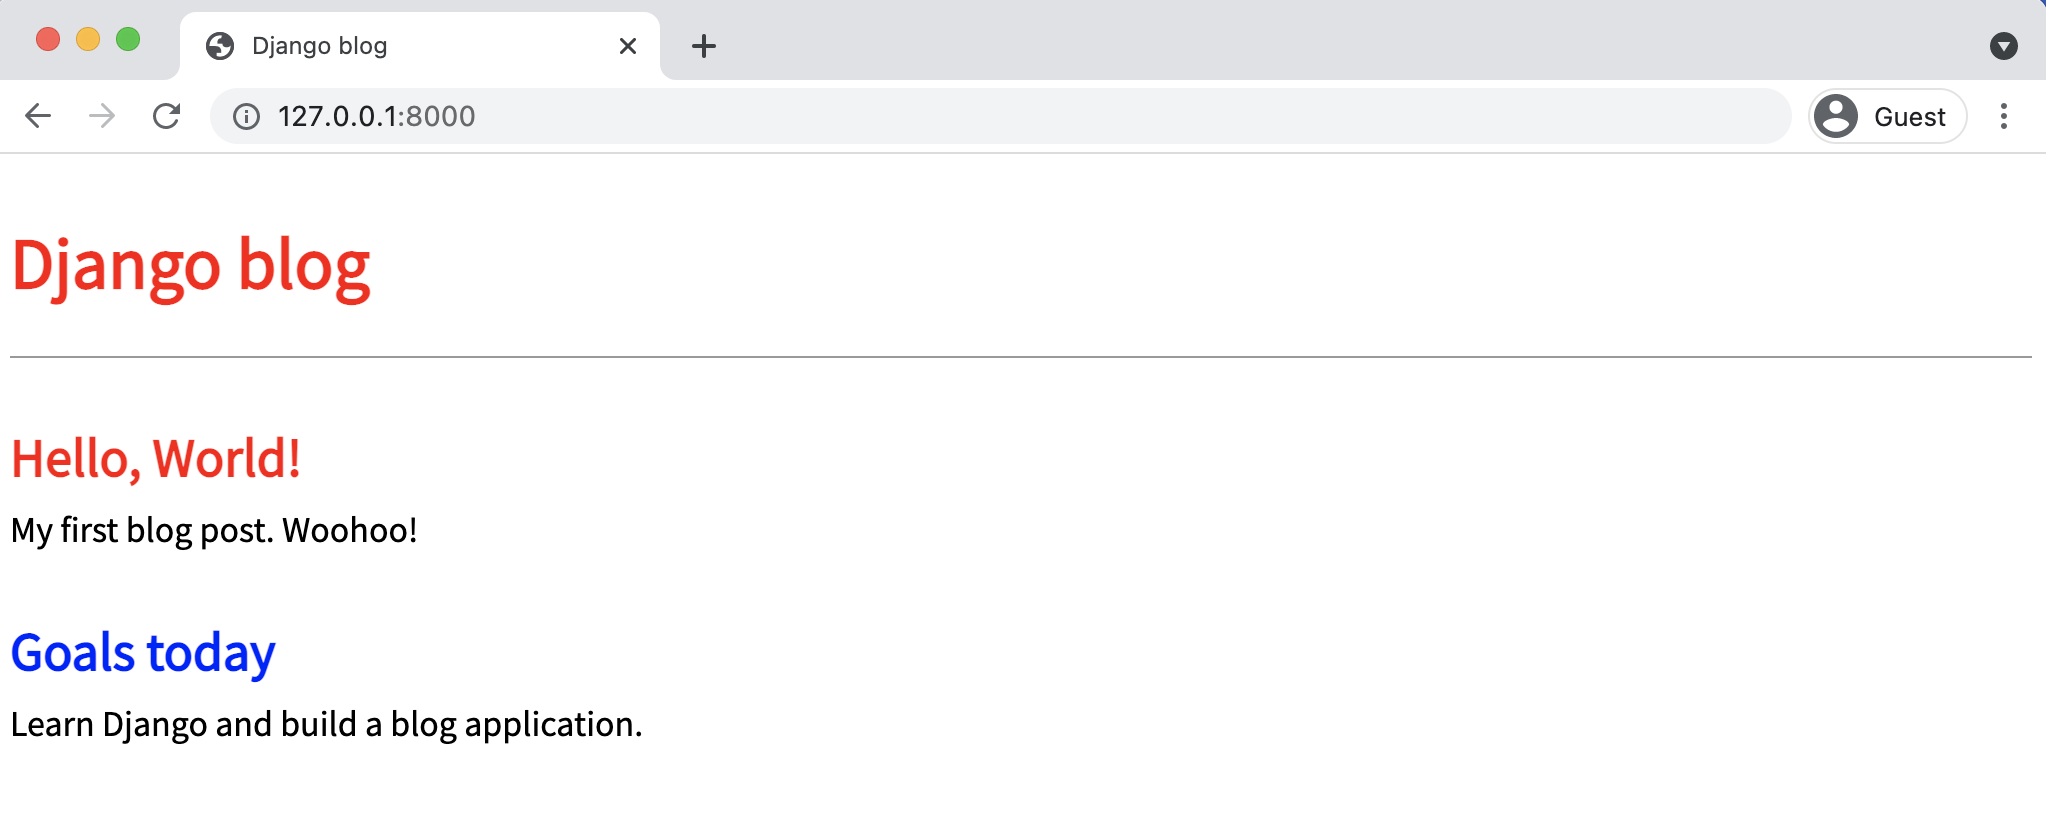 Django blog
127.0.0.1:8000
Guest
Django blog
Hello, World!
My first blog post. Woohoo!
Goals today
Learn Django and build a blog application.